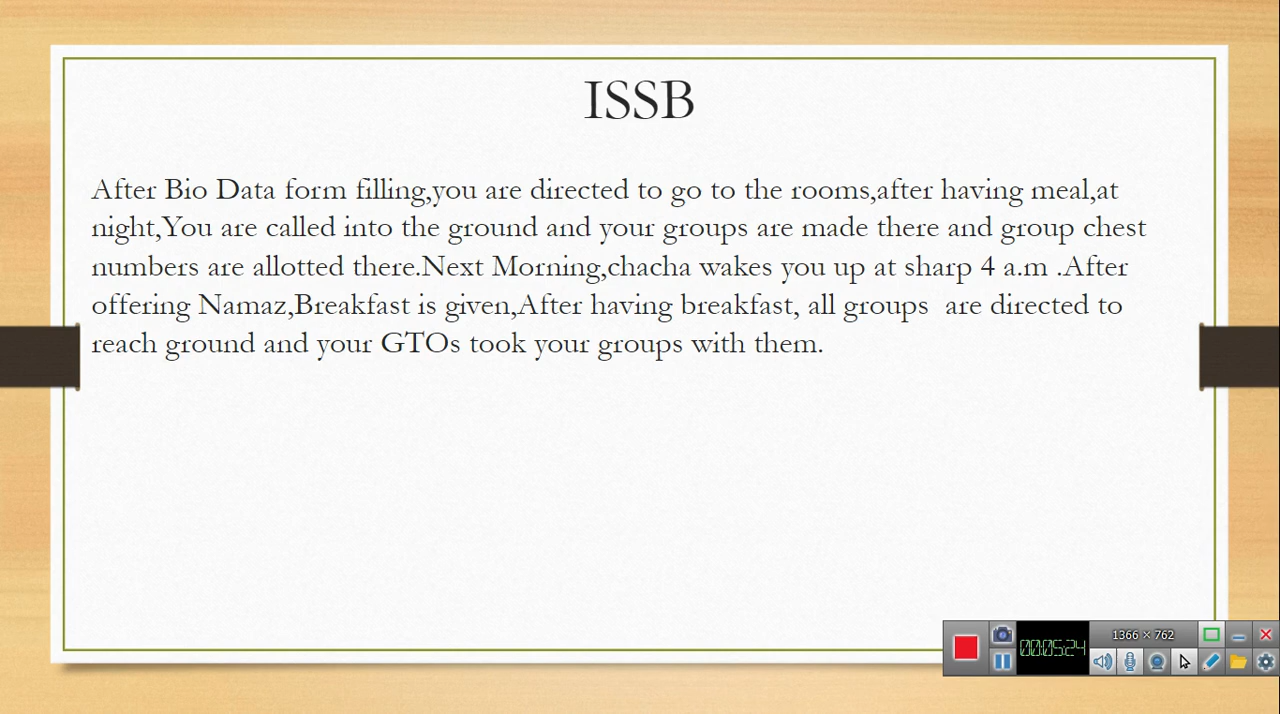 ISSB
After Bio Data form filling,you are directed to go to the rooms,after having meal,at
night,You are called into the ground and your groups are made there and group chest
numbers are allotted there.Next Morning,chacha wakes you up at sharp 4 a.m .After
offering Namaz,Breakfast is given,After having breakfast, all groups  are directed to
reach ground and your GTOs took your groups with them.
1366 × 762
00:05:24